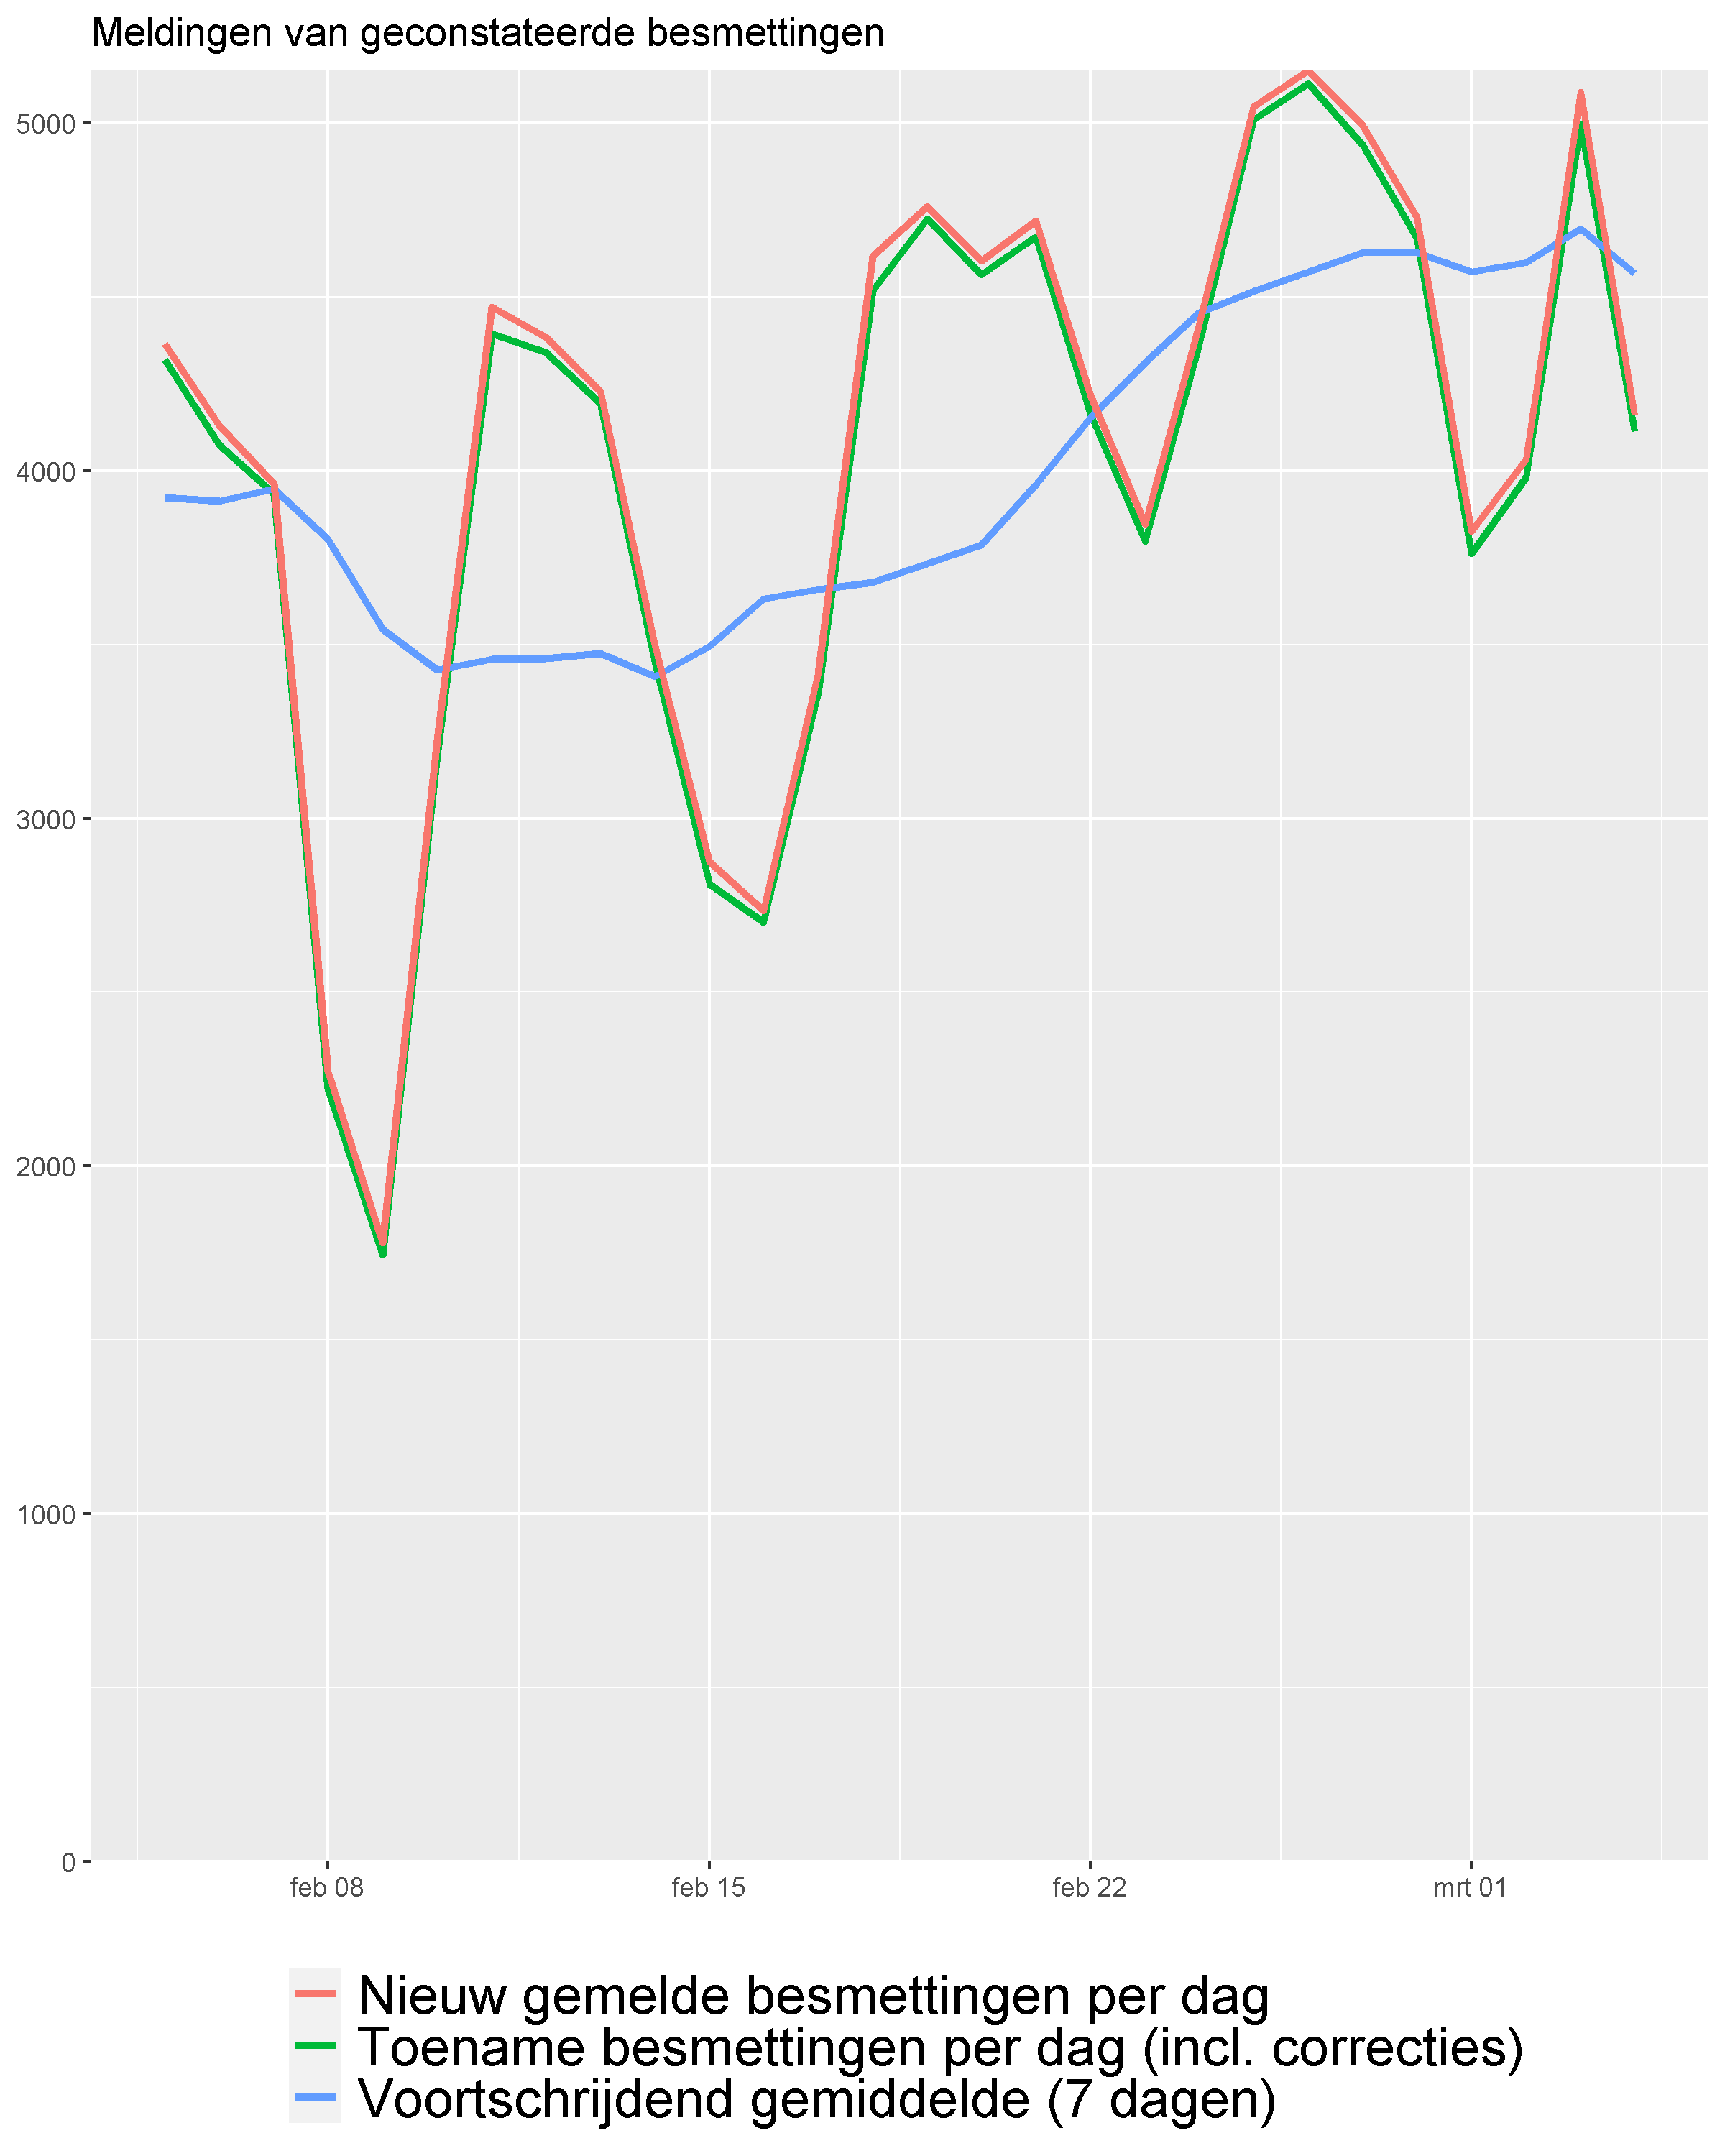 Meldingen van geconstateerde besmettingen
5000
4000
3000
2000
1000
0
feb 08
feb 15
feb 22
mrt 01
Nieuw gemelde besmettingen per dag
Toename besmettingen per dag (incl. correcties)
Voortschrijdend gemiddelde (7 dagen)